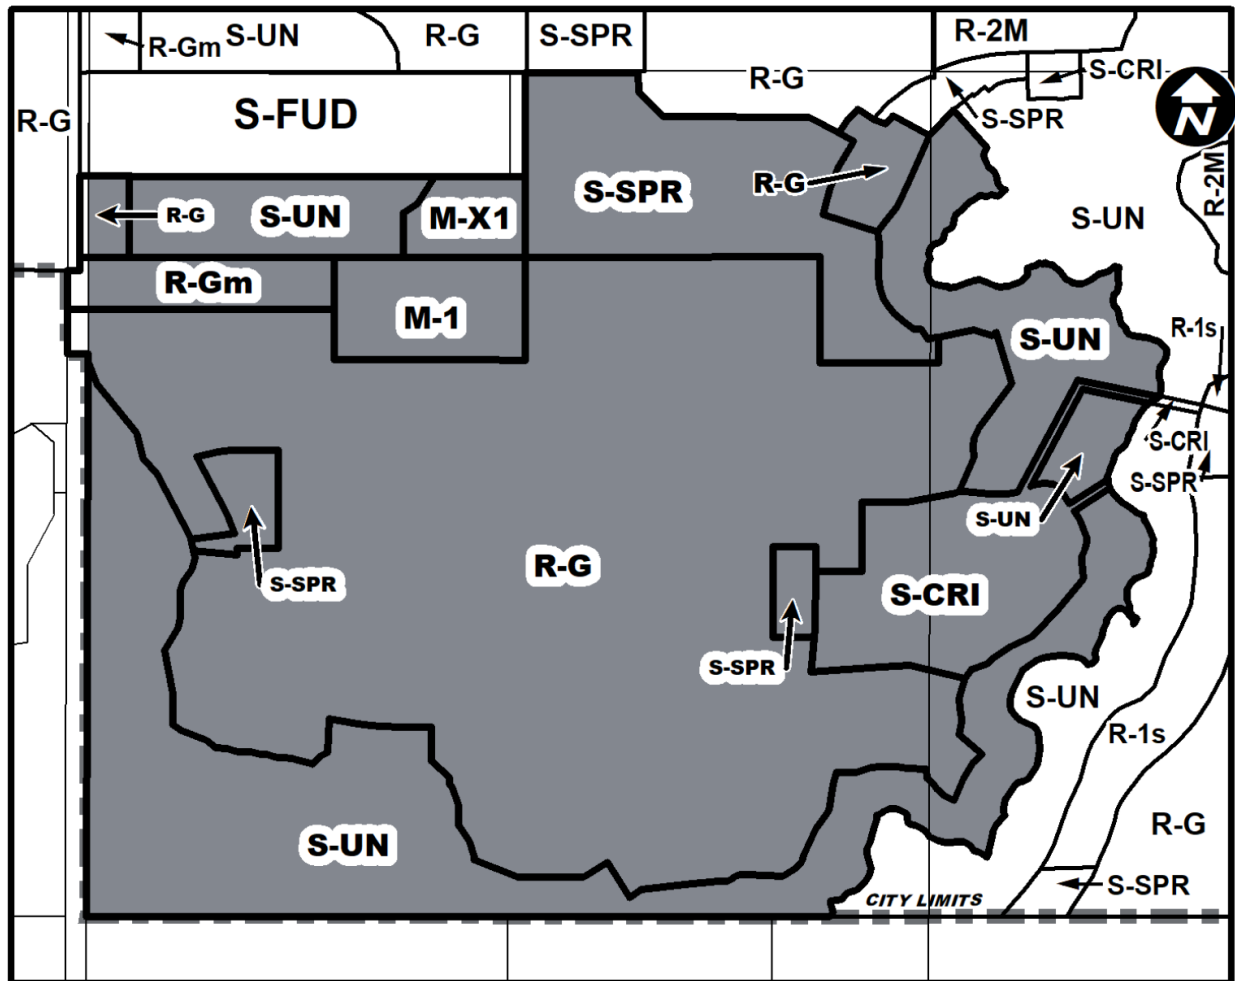 R-Gm
S-UN
R-G
S-SPR
R-2M
R-G
S-CRI
R-G
S-FUD
S-SPR
N
R-G
S-UN
M-X1
S-SPR
R-G
S-UN
R-2M
R-Gm
M-1
S-UN
R-1s
S-CRI
S-SPR
S-UN
S-SPR
R-G
S-CRI
S-SPR
S-UN
R-1s
S-UN
R-G
S-SPR
CITY LIMITS